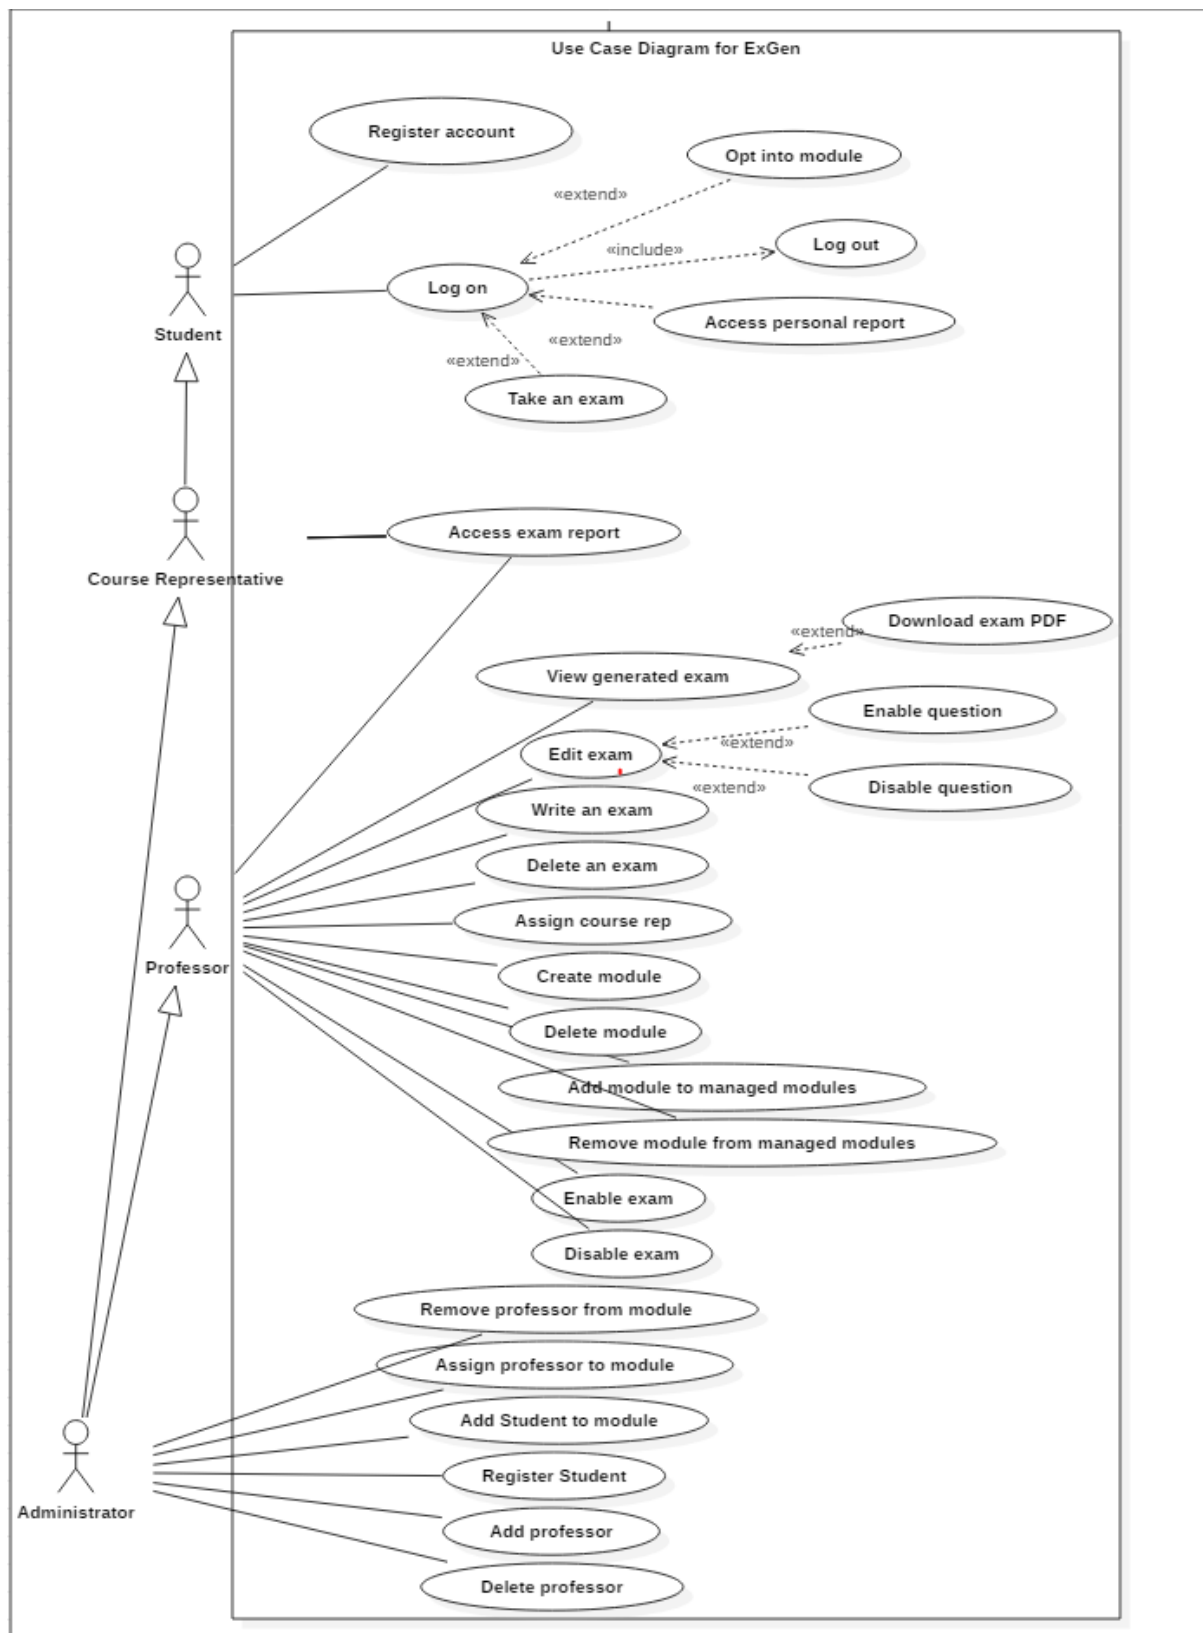 Use Case Diagram for ExGen
Register account
Opt into module
«extend»
Log out
«include»
Log on
Access personal report
Student
«extend»
«extend»
Take an exam
Access exam report
Course Representative
Download exam PDF
«extend»
View generated exam
Enable question
«extend»
Edit exam
Disable question
«extend»
Write an exam
Delete an exam
Assign course rep
Professor
Create module
Delete module
Add module to managed modules
Remove module from managed modules
Enable exam
Disable exam
Remove professor from module
Assign professor to module
Add Student to module
Register Student
Administrator
Add professor
Delete professor